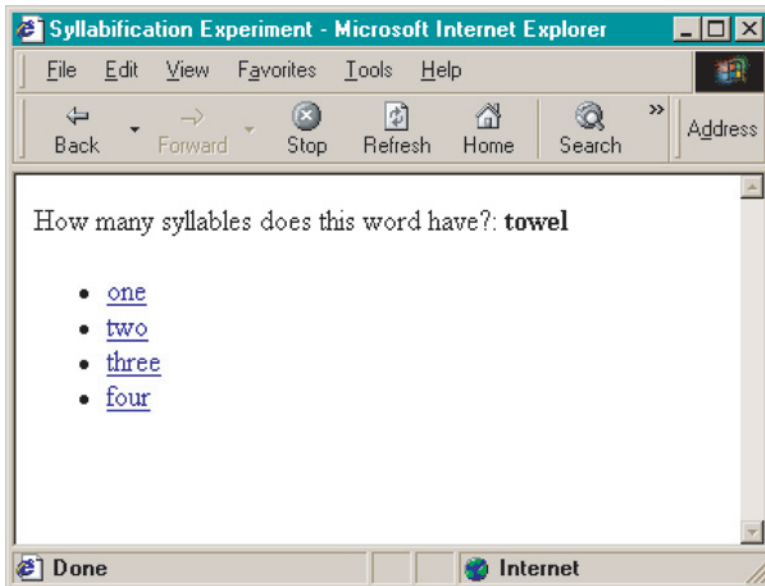 Syllabification Experiment - Microsoft Internet Explorer
File Edit View Favorites Tools Help
Back Forward Stop Refresh Home Search » Address
How many syllables does this word have?: towel
• one
• two
• three
• four
Done Internet